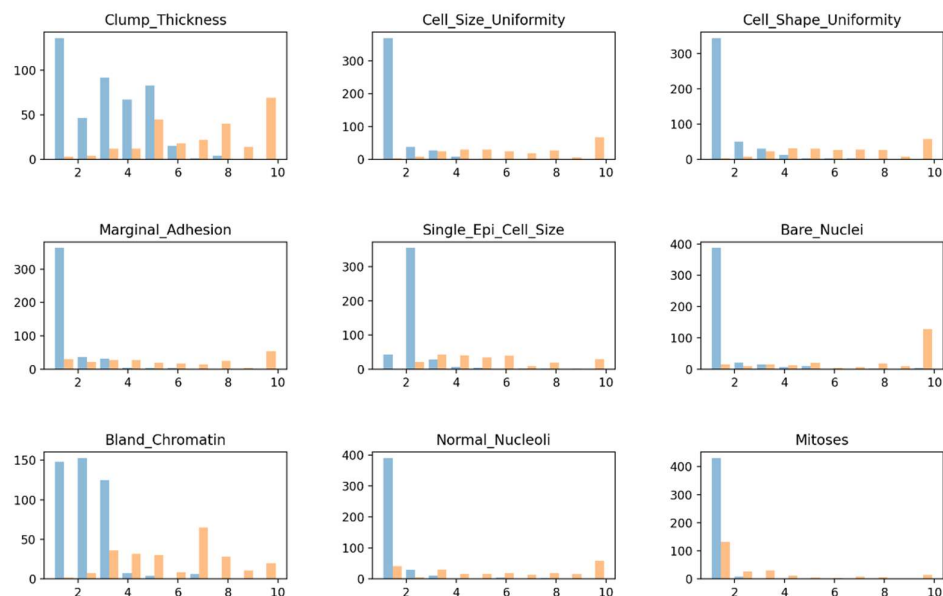 Clump_Thickness
100
50
0
2 4 6 8 10
Cell_Size_Uniformity
300
200
100
0
2 4 6 8 10
Cell_Shape_Uniformity
300
200
100
0
2 4 6 8 10
Marginal_Adhesion
300
200
100
0
2 4 6 8 10
Single_Epi_Cell_Size
300
200
100
0
2 4 6 8 10
Bare_Nuclei
400
300
200
100
0
2 4 6 8 10
Bland_Chromatin
150
100
50
0
2 4 6 8 10
Normal_Nucleoli
400
300
200
100
0
2 4 6 8 10
Mitoses
400
300
200
100
0
2 4 6 8 10